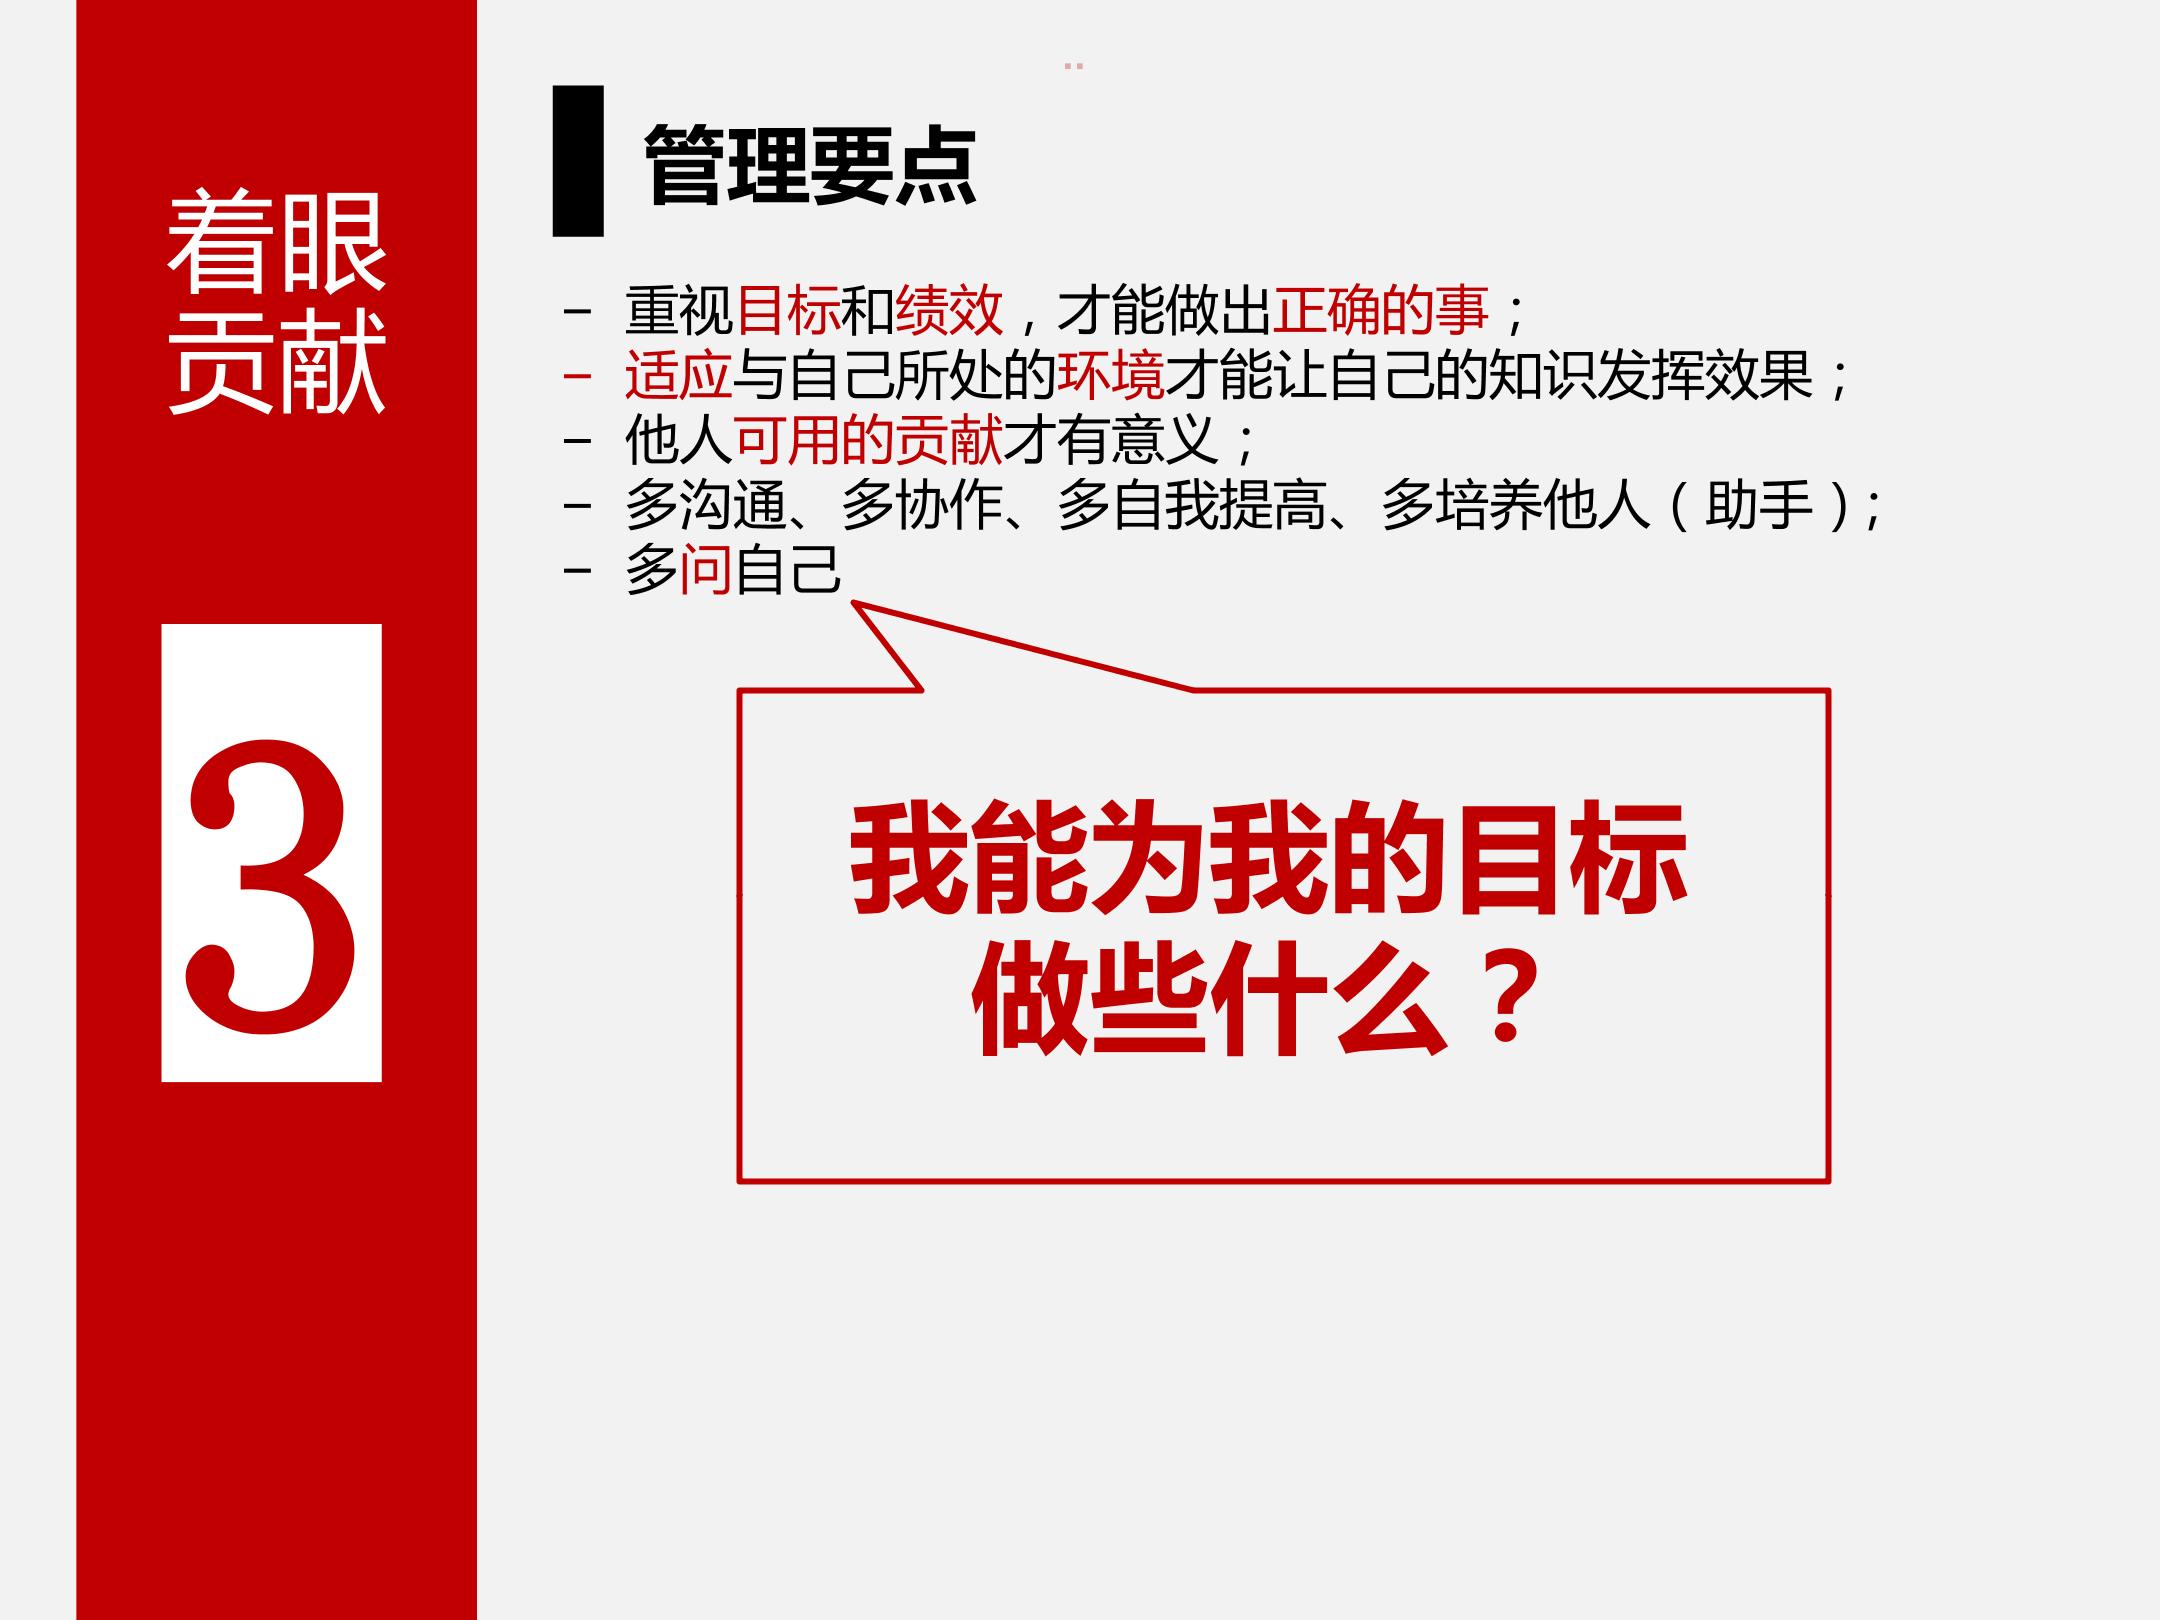 着眼
贡献
3
管理要点
– 重视目标和绩效，才能做出正确的事；
– 适应与自己所处的环境才能让自己的知识发挥效果；
– 他人可用的贡献才有意义；
– 多沟通、多协作、多自我提高、多培养他人（助手）；
– 多问自己
我能为我的目标
做些什么？